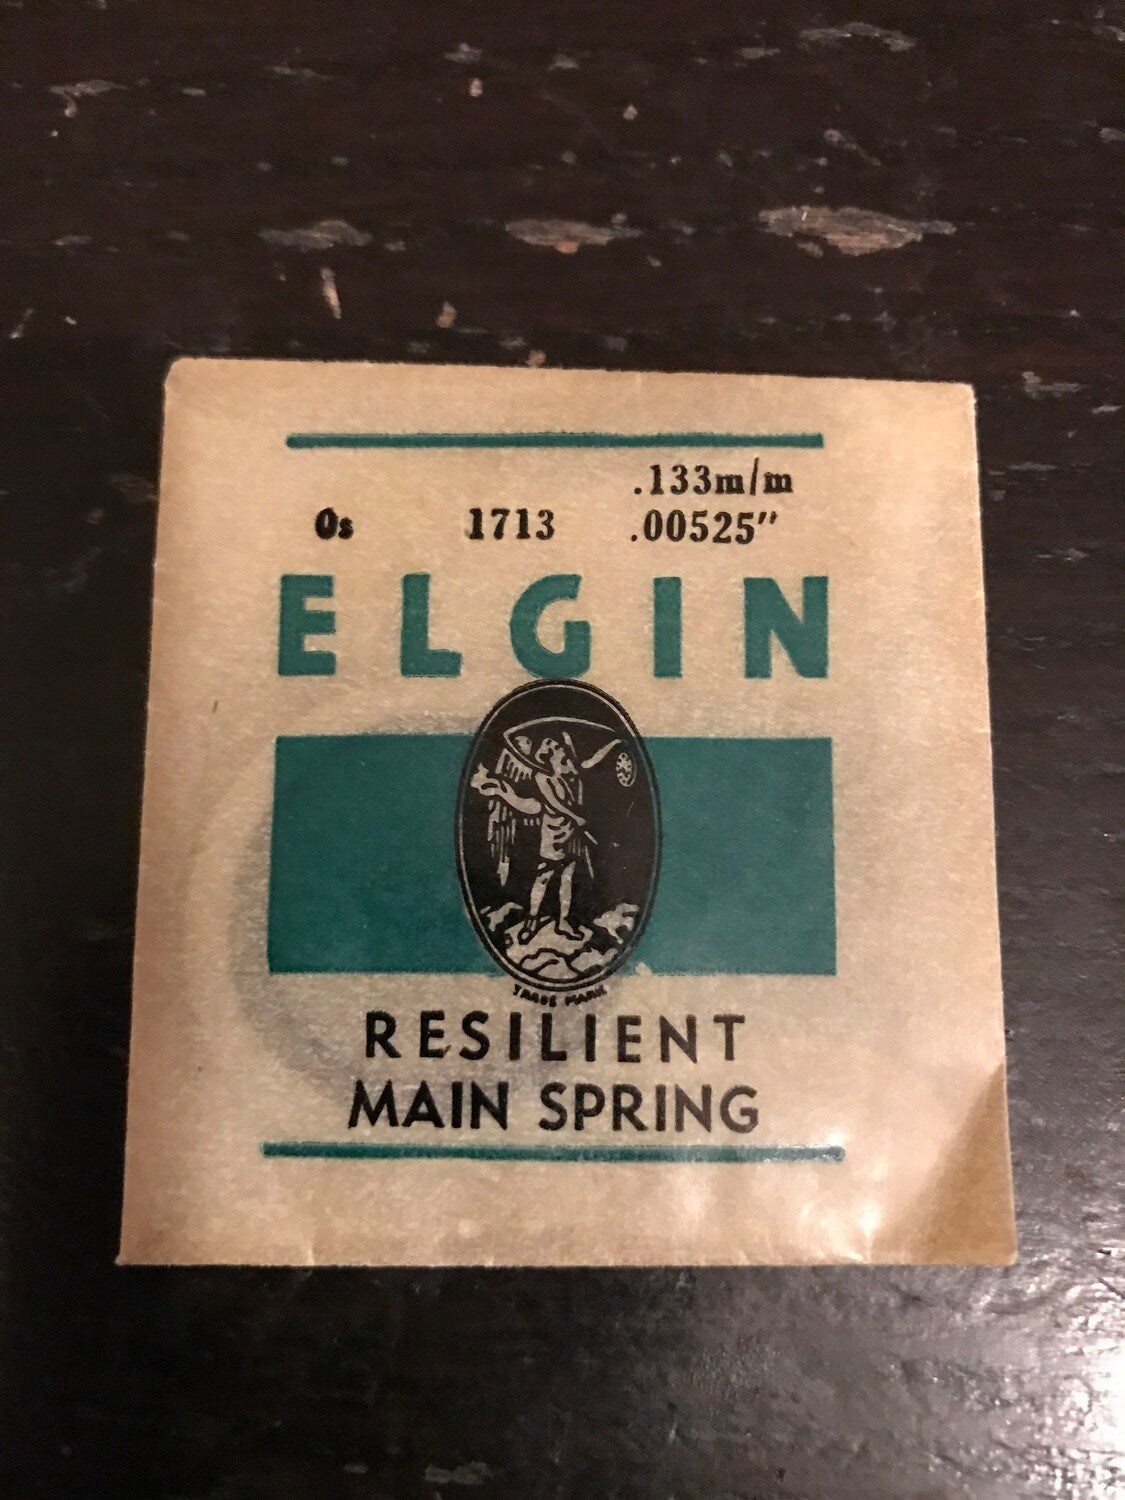 .133m/m
0s 1713 .00525"
ELGIN
TRADE MARK
RESILIENT
MAIN SPRING